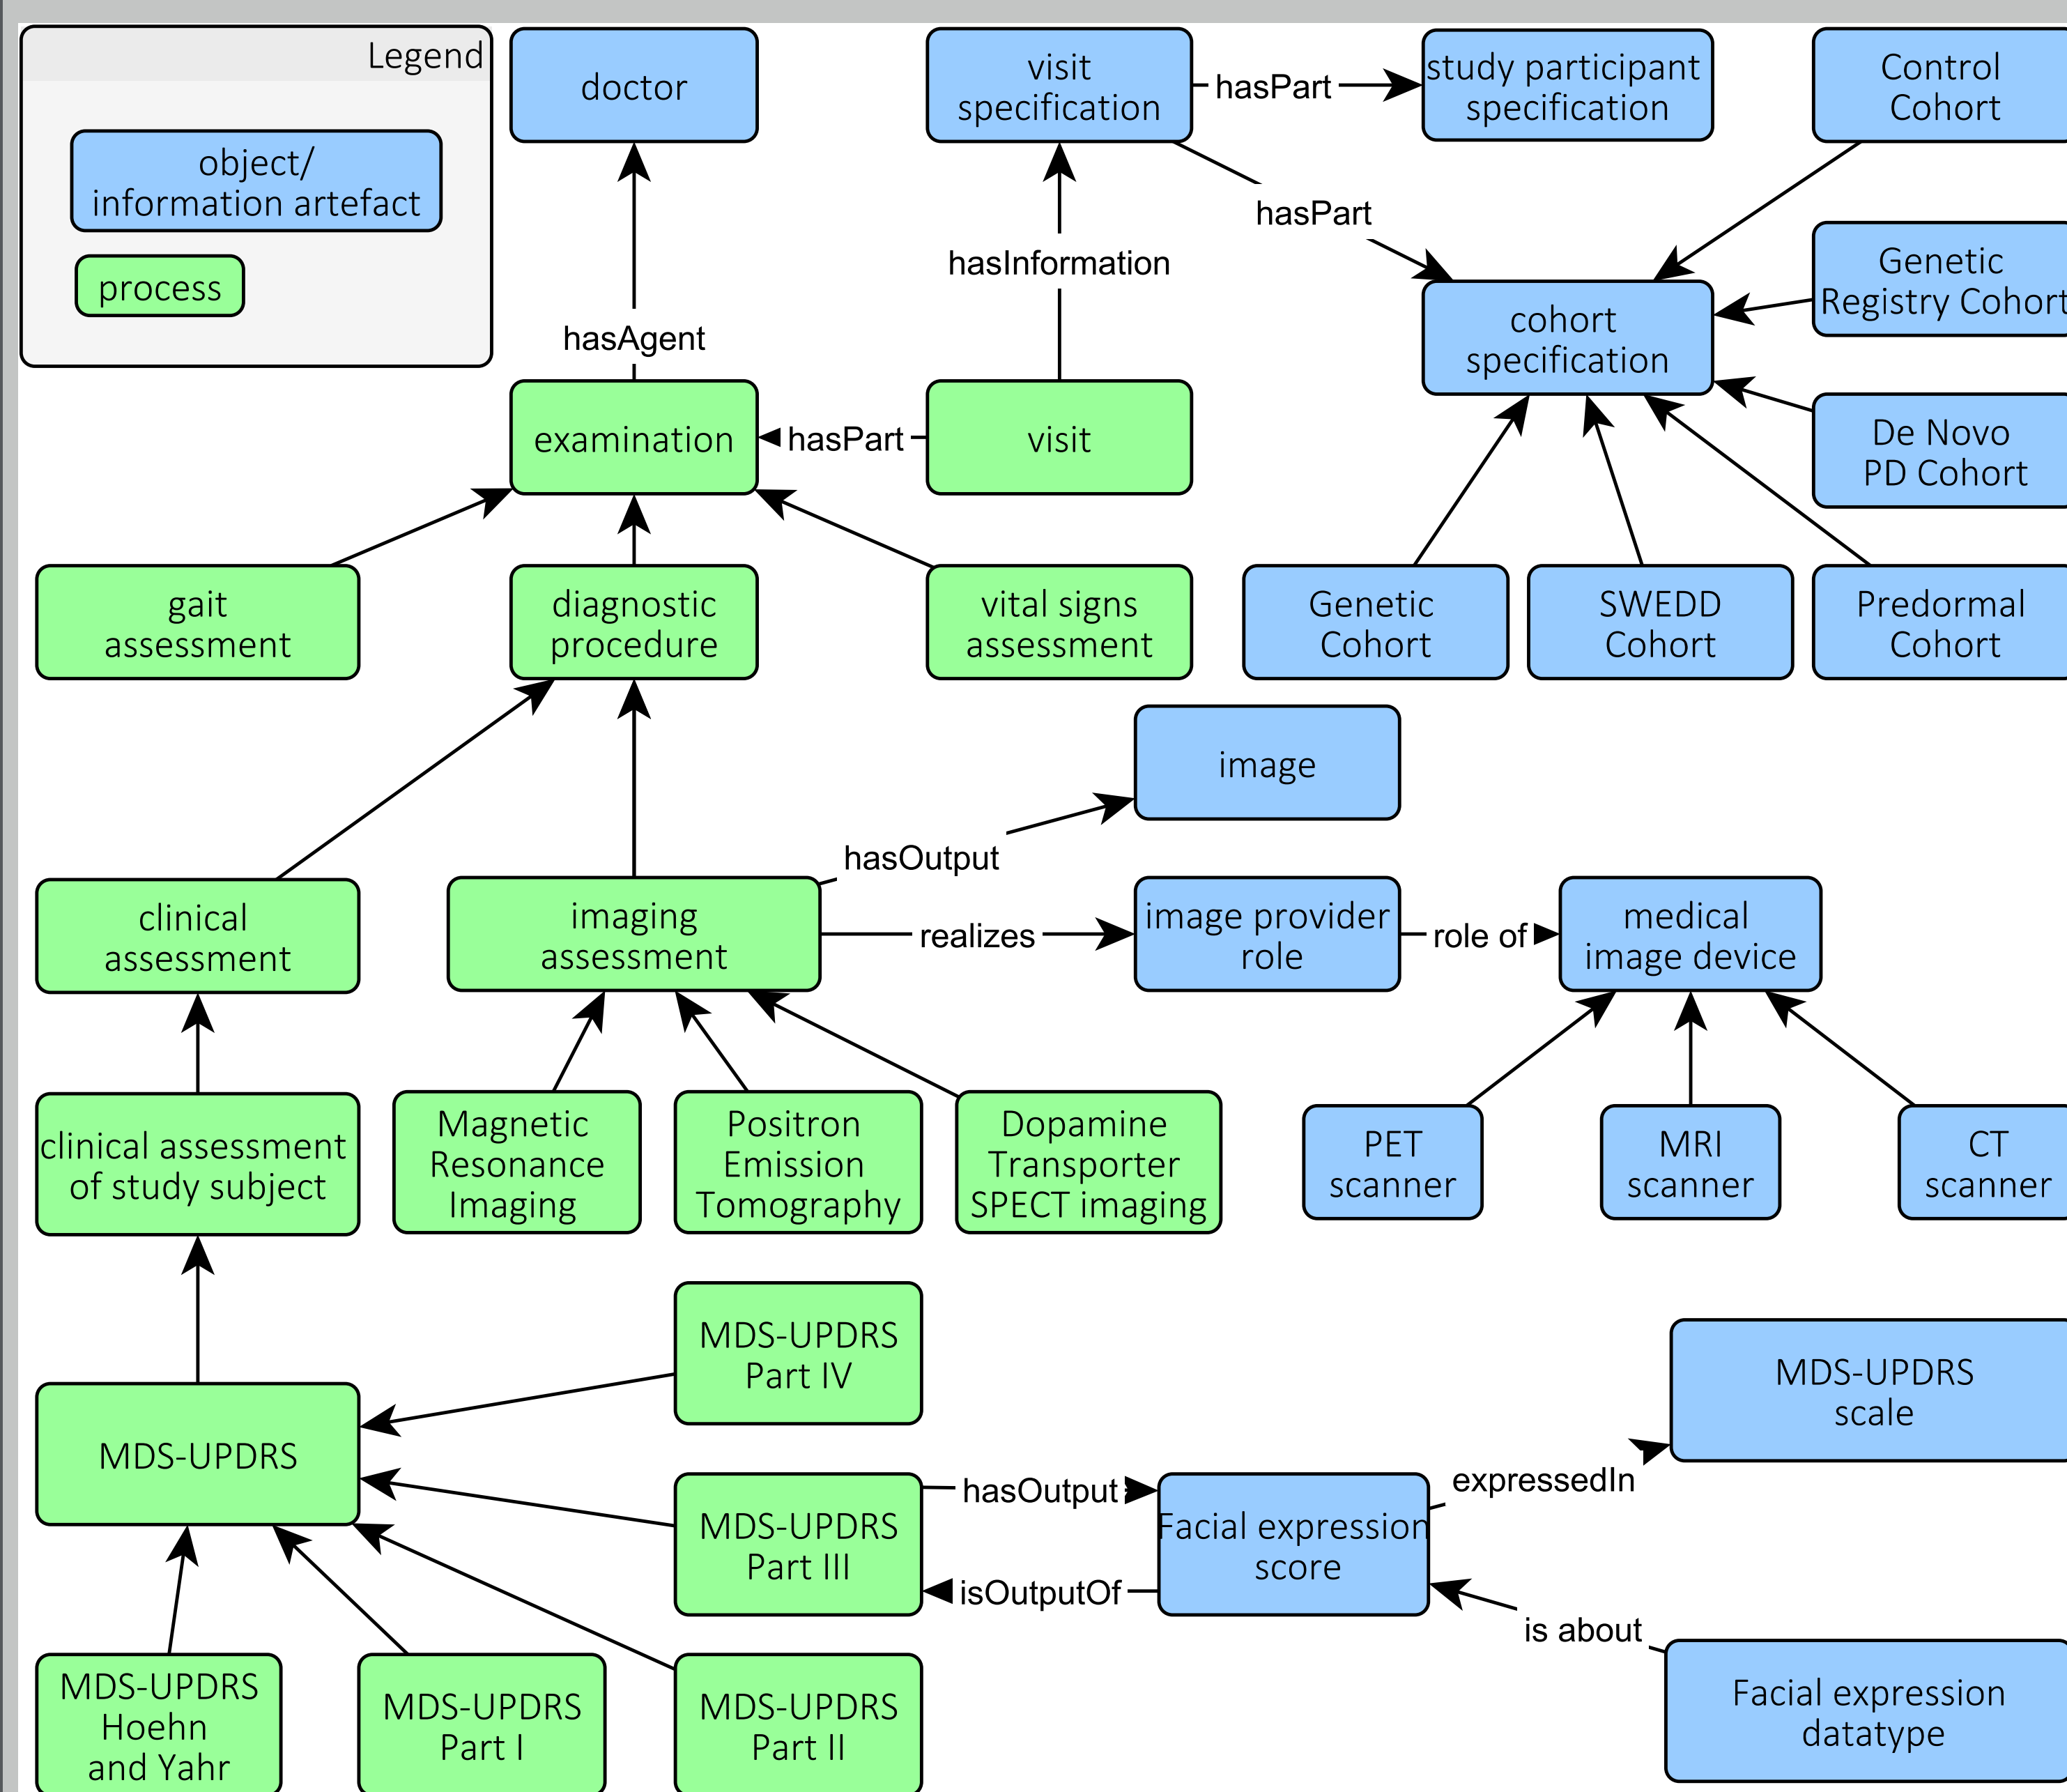 Legend
object/
information artefact
process
doctor
visit
specification
hasPart
study participant
specification
Control
Cohort
hasPart
hasInformation
Genetic
Registry Cohort
cohort
specification
hasAgent
examination
hasPart
visit
De Novo
PD Cohort
gait
assessment
diagnostic
procedure
vital signs
assessment
Genetic
Cohort
SWEDD
Cohort
Predormal
Cohort
image
hasOutput
clinical
assessment
imaging
assessment
realizes
image provider
role
role of
medical
image device
clinical assessment
of study subject
Magnetic
Resonance
Imaging
Positron
Emission
Tomography
Dopamine
Transporter
SPECT imaging
PET
scanner
MRI
scanner
CT
scanner
MDS-UPDRS
Part IV
MDS-UPDRS
scale
MDS-UPDRS
expressedIn
hasOutput
MDS-UPDRS
Part III
Facial expression
score
isOutputOf
is about
MDS-UPDRS
Hoehn
and Yahr
MDS-UPDRS
Part I
MDS-UPDRS
Part II
Facial expression
datatype